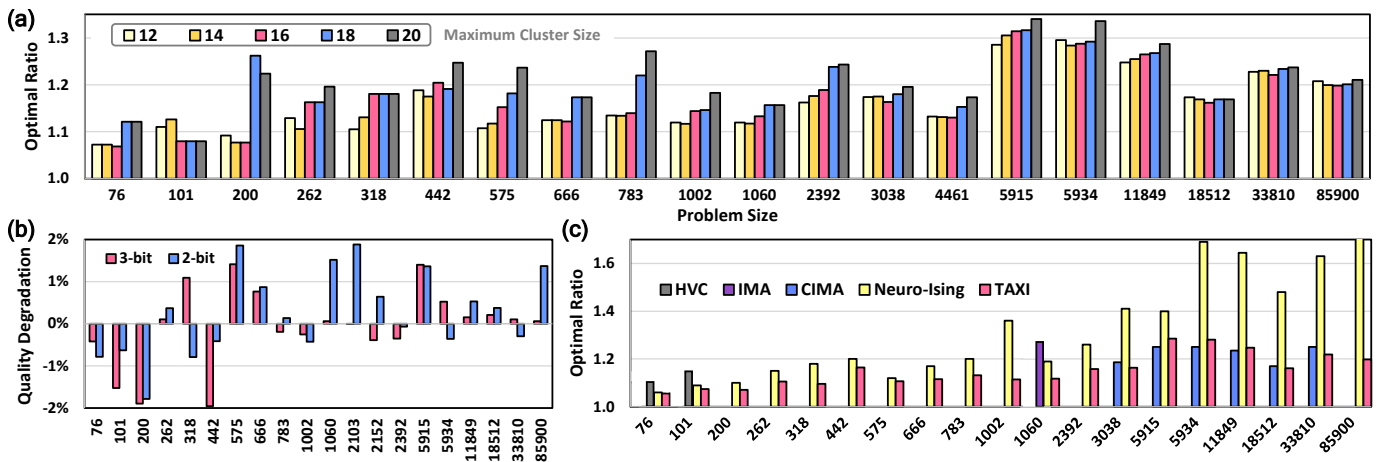 (a)
12 14 16 18 20 Maximum Cluster Size
Optimal Ratio
1.3
1.2
1.1
1.0
76 101 200 262 318 442 575 666 783 1002 1060 2392 3038 4461 5915 5934 11849 18512 33810 85900
Problem Size
(b)
3-bit 2-bit
Quality Degradation
2%
1%
0%
-1%
-2%
76 101 200 262 318 442 575 666 783 1002 1060 2103 2152 2392 5915 5934 11849 18512 33810 85900
(c)
HVC IMA CIMA Neuro-Ising TAXI
Optimal Ratio
1.6
1.4
1.2
1.0
76 101 200 262 318 442 575 666 783 1002 1060 2392 3038 5915 5934 11849 18512 33810 85900